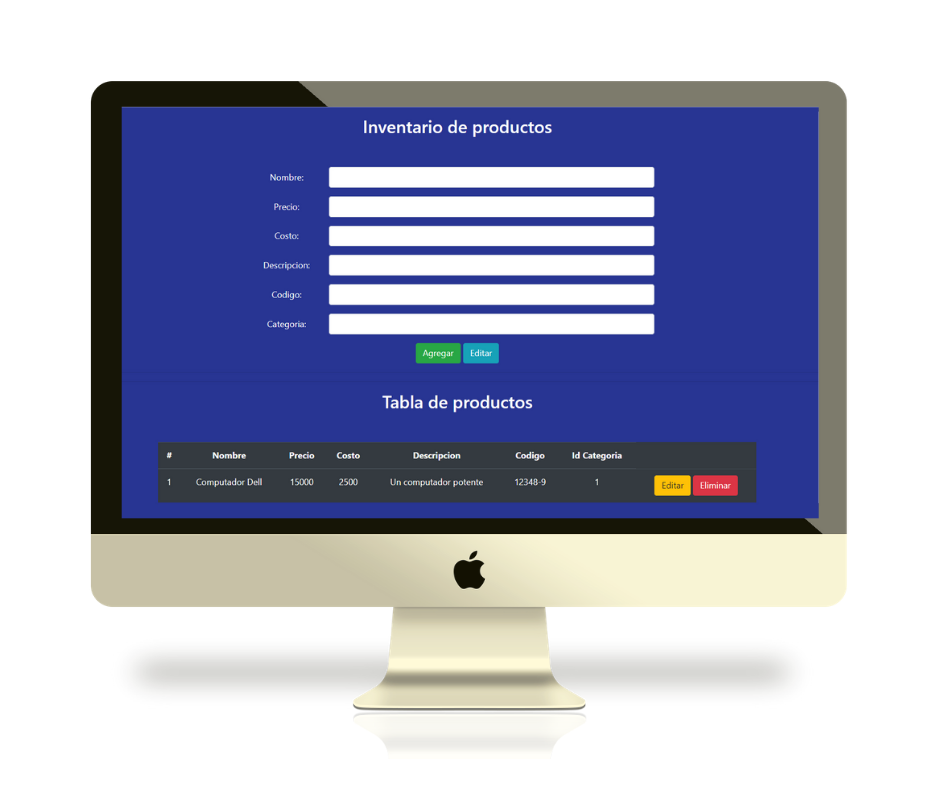 Inventario de productos
Nombre:
Precio:
Costo:
Descripcion:
Codigo:
Categoria:
Agregar Editar
Tabla de productos
# Nombre Precio Costo Descripcion Codigo Id Categoria
1 Computador Dell 15000 2500 Un computador potente 12348-9 1 Editar Eliminar